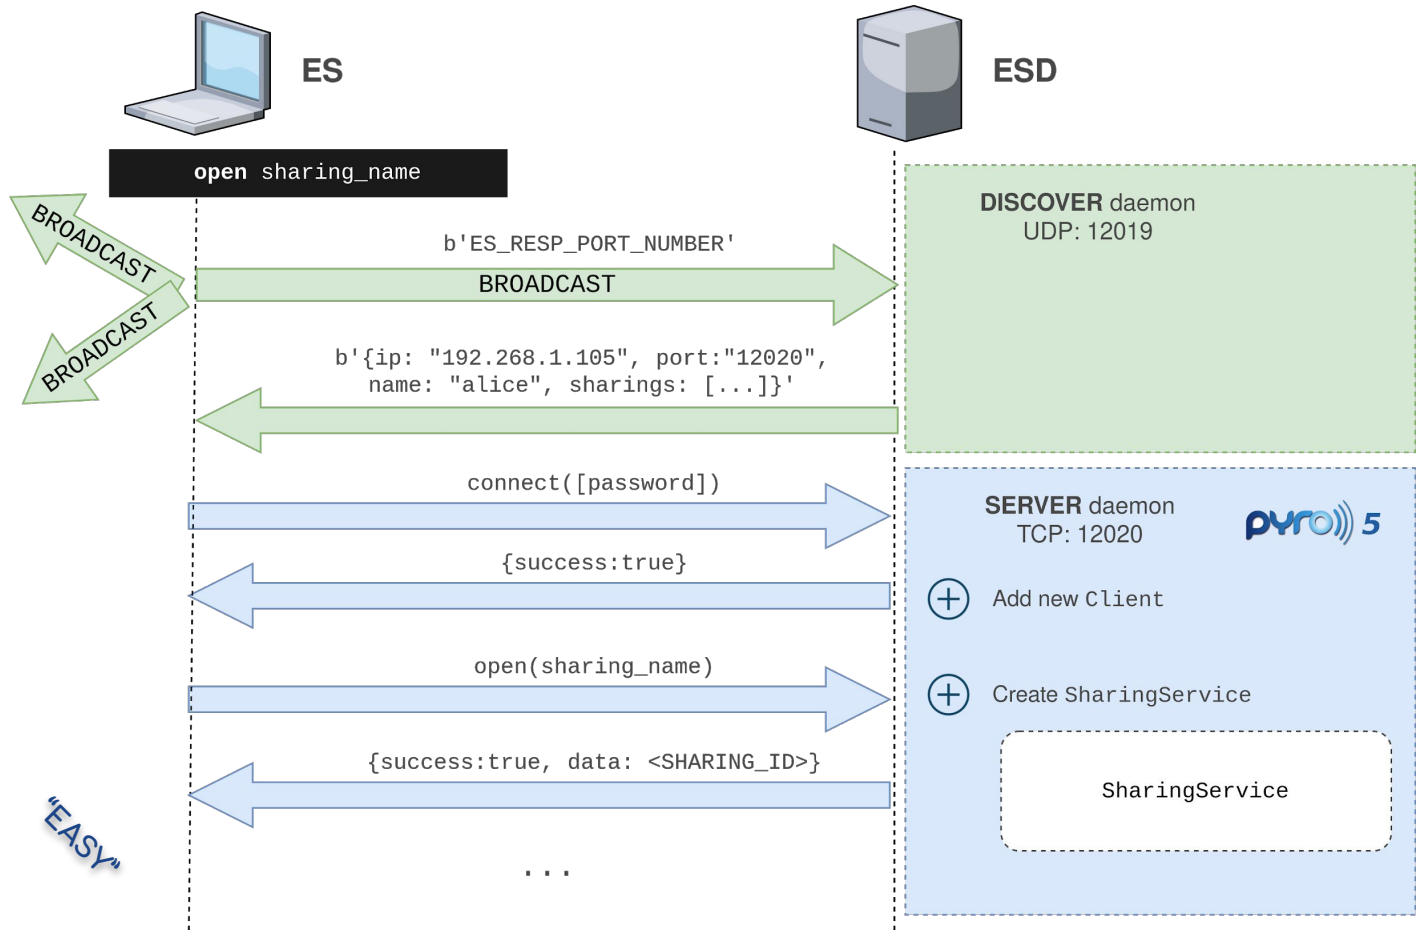 ES
ESD
open sharing_name
DISCOVER daemon
UDP: 12019
BROADCAST
BROADCAST
b'ES_RESP_PORT_NUMBER'
BROADCAST
b'{ip: "192.168.1.105", port:"12020",
name: "alice", sharings: [...]}'
connect([password])
SERVER daemon
TCP: 12020
pyro 5
{success:true}
Add new Client
open(sharing_name)
Create SharingService
{success:true, data: <SHARING_ID>}
SharingService
“EASY”
...